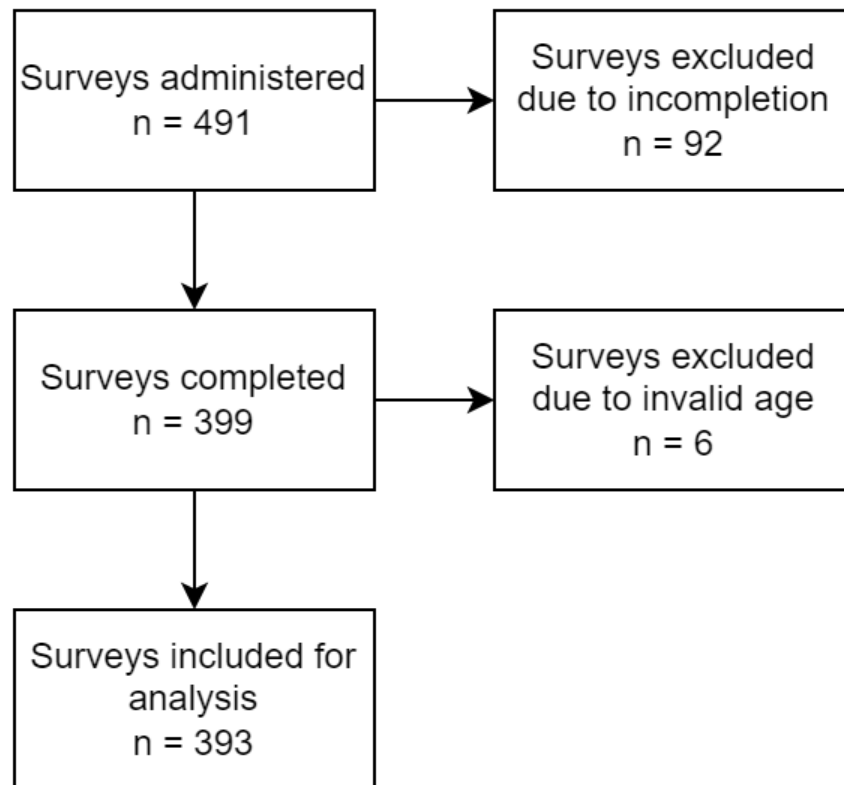 Surveys administered
n = 491
Surveys excluded
due to incompletion
n = 92
Surveys completed
n = 399
Surveys excluded
due to invalid age
n = 6
Surveys included for
analysis
n = 393